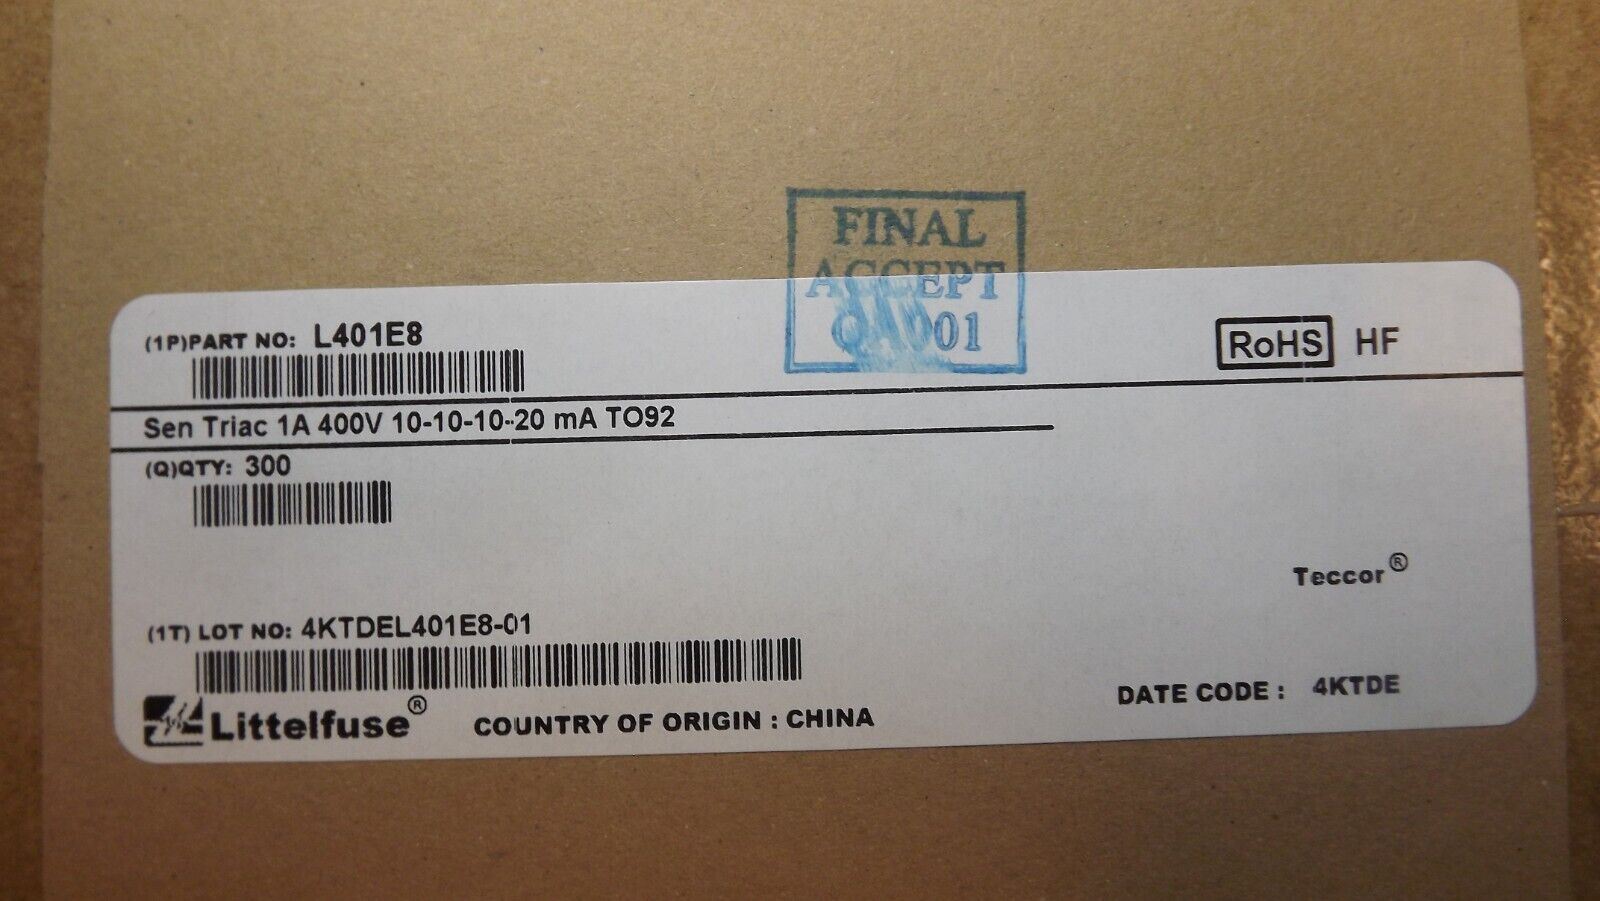 FINAL
ACCEPT
QA001
(1P)PART NO: L401E8
RoHS HF
Sen Triac 1A 400V 10-10-10-20 mA TO92
(Q)QTY: 300
Teccor®
(1T) LOT NO: 4KTDEL401E8-01
Littelfuse® COUNTRY OF ORIGIN : CHINA
DATE CODE : 4KTDE